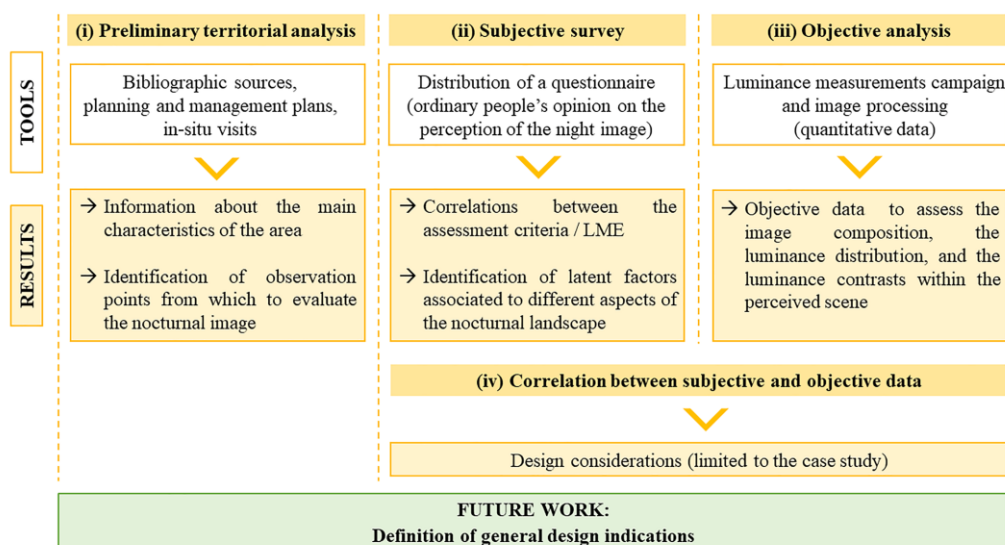 (i) Preliminary territorial analysis
(ii) Subjective survey
(iii) Objective analysis
TOOLS
Bibliographic sources,
planning and management plans,
in-situ visits
Distribution of a questionnaire
(ordinary people's opinion on the
perception of the night image)
Luminance measurements campaign
and image processing
(quantitative data)
RESULTS
→ Information about the main
characteristics of the area
→ Identification of observation
points from which to evaluate
the nocturnal image
→ Correlations between the
assessment criteria / LME
→ Identification of latent factors
associated to different aspects of
the nocturnal landscape
→ Objective data to assess the
image composition, the
luminance distribution, and the
luminance contrasts within the
perceived scene
(iv) Correlation between subjective and objective data
Design considerations (limited to the case study)
FUTURE WORK:
Definition of general design indications